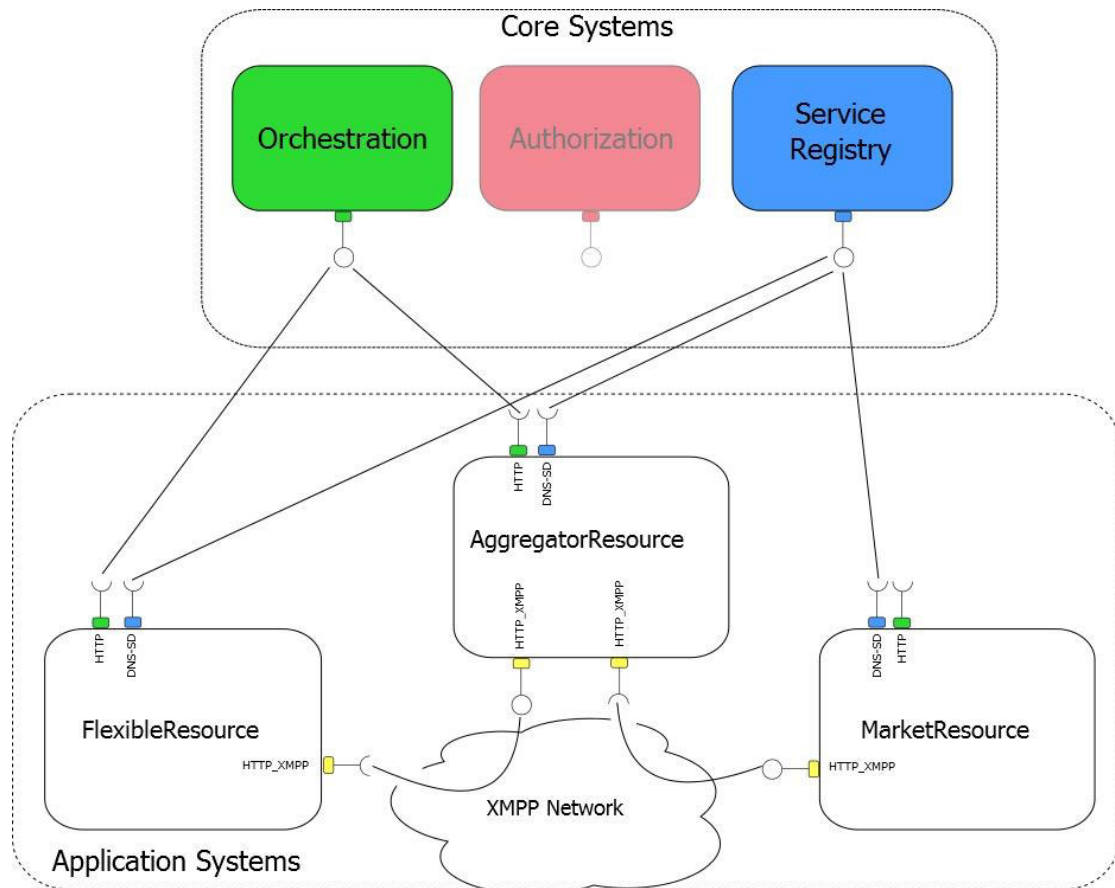 Core Systems
Orchestration
Authorization
Service
Registry
HTTP
DNS-SD
AggregatorResource
HTTP_XMPP
HTTP_XMPP
HTTP
DNS-SD
DNS-SD
HTTP
FlexibleResource
HTTP_XMPP
MarketResource
HTTP_XMPP
XMPP Network
Application Systems